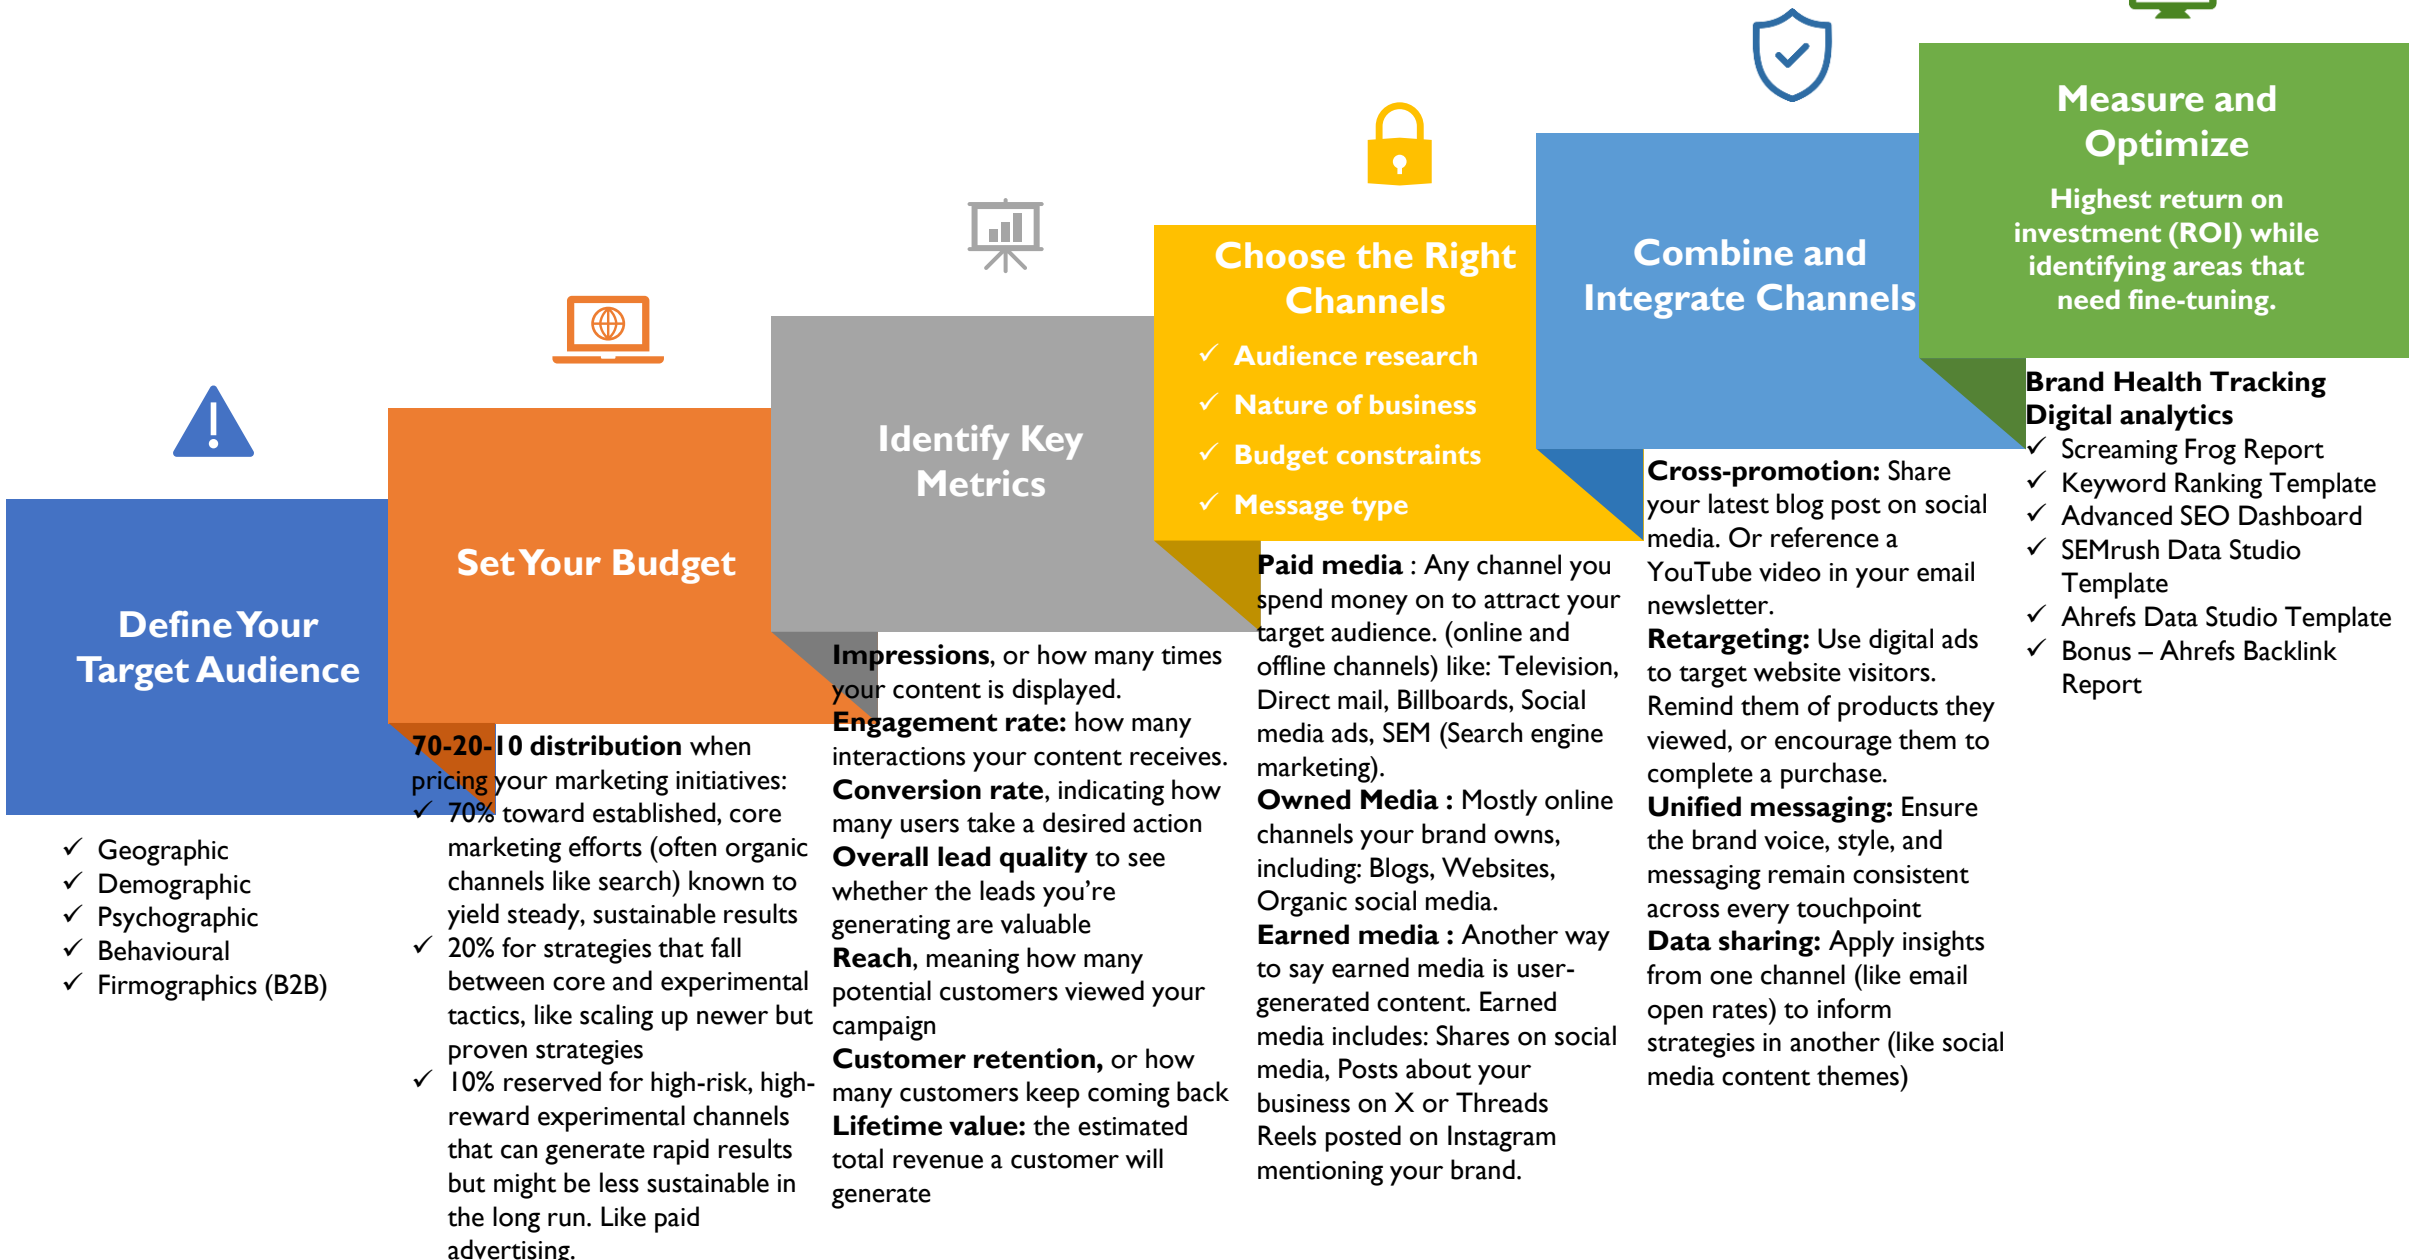 Define Your
Target Audience
✓ Geographic
✓ Demographic
✓ Psychographic
✓ Behavioural
✓ Firmographics (B2B)
Set Your Budget
70-20-10 distribution when
pricing your marketing initiatives:
✓ 70% toward established, core
marketing efforts (often organic
channels like search) known to
yield steady, sustainable results
✓ 20% for strategies that fall
between core and experimental
tactics, like scaling up newer but
proven strategies
✓ 10% reserved for high-risk, high-
reward experimental channels
that can generate rapid results
but might be less sustainable in
the long run. Like paid
advertising.
Identify Key
Metrics
Impressions, or how many times
your content is displayed.
Engagement rate: how many
interactions your content receives.
Conversion rate, indicating how
many users take a desired action
Overall lead quality to see
whether the leads you’re
generating are valuable
Reach, meaning how many
potential customers viewed your
campaign
Customer retention, or how
many customers keep coming back
Lifetime value: the estimated
total revenue a customer will
generate
Choose the Right
Channels
✓ Audience research
✓ Nature of business
✓ Budget constraints
✓ Message type
Paid media : Any channel you
spend money on to attract your
target audience. (online and
offline channels) like: Television,
Direct mail, Billboards, Social
media ads, SEM (Search engine
marketing).
Owned Media : Mostly online
channels your brand owns,
including: Blogs, Websites,
Organic social media.
Earned media : Another way
to say earned media is user-
generated content. Earned
media includes: Shares on social
media, Posts about your
business on X or Threads
Reels posted on Instagram
mentioning your brand.
Combine and
Integrate Channels
Cross-promotion: Share
your latest blog post on social
media. Or reference a
YouTube video in your email
newsletter.
Retargeting: Use digital ads
to target website visitors.
Remind them of products they
viewed, or encourage them to
complete a purchase.
Unified messaging: Ensure
the brand voice, style, and
messaging remain consistent
across every touchpoint
Data sharing: Apply insights
from one channel (like email
open rates) to inform
strategies in another (like social
media content themes)
Measure and
Optimize
Highest return on
investment (ROI) while
identifying areas that
need fine-tuning.
Brand Health Tracking
Digital analytics
✓ Screaming Frog Report
✓ Keyword Ranking Template
✓ Advanced SEO Dashboard
✓ SEMrush Data Studio
Template
✓ Ahrefs Data Studio Template
✓ Bonus – Ahrefs Backlink
Report